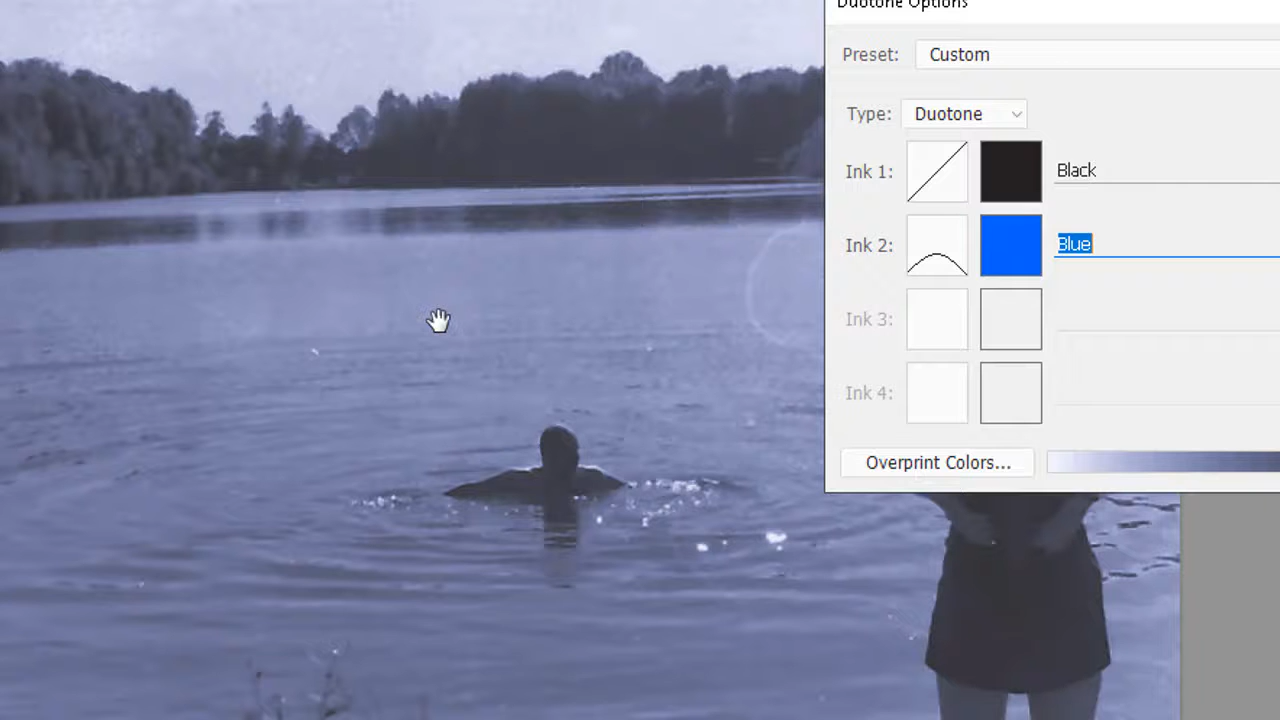 Duotone Options
Preset: Custom
Type: Duotone
Ink 1: Black
Ink 2: Blue
Ink 3:
Ink 4:
Overprint Colors...